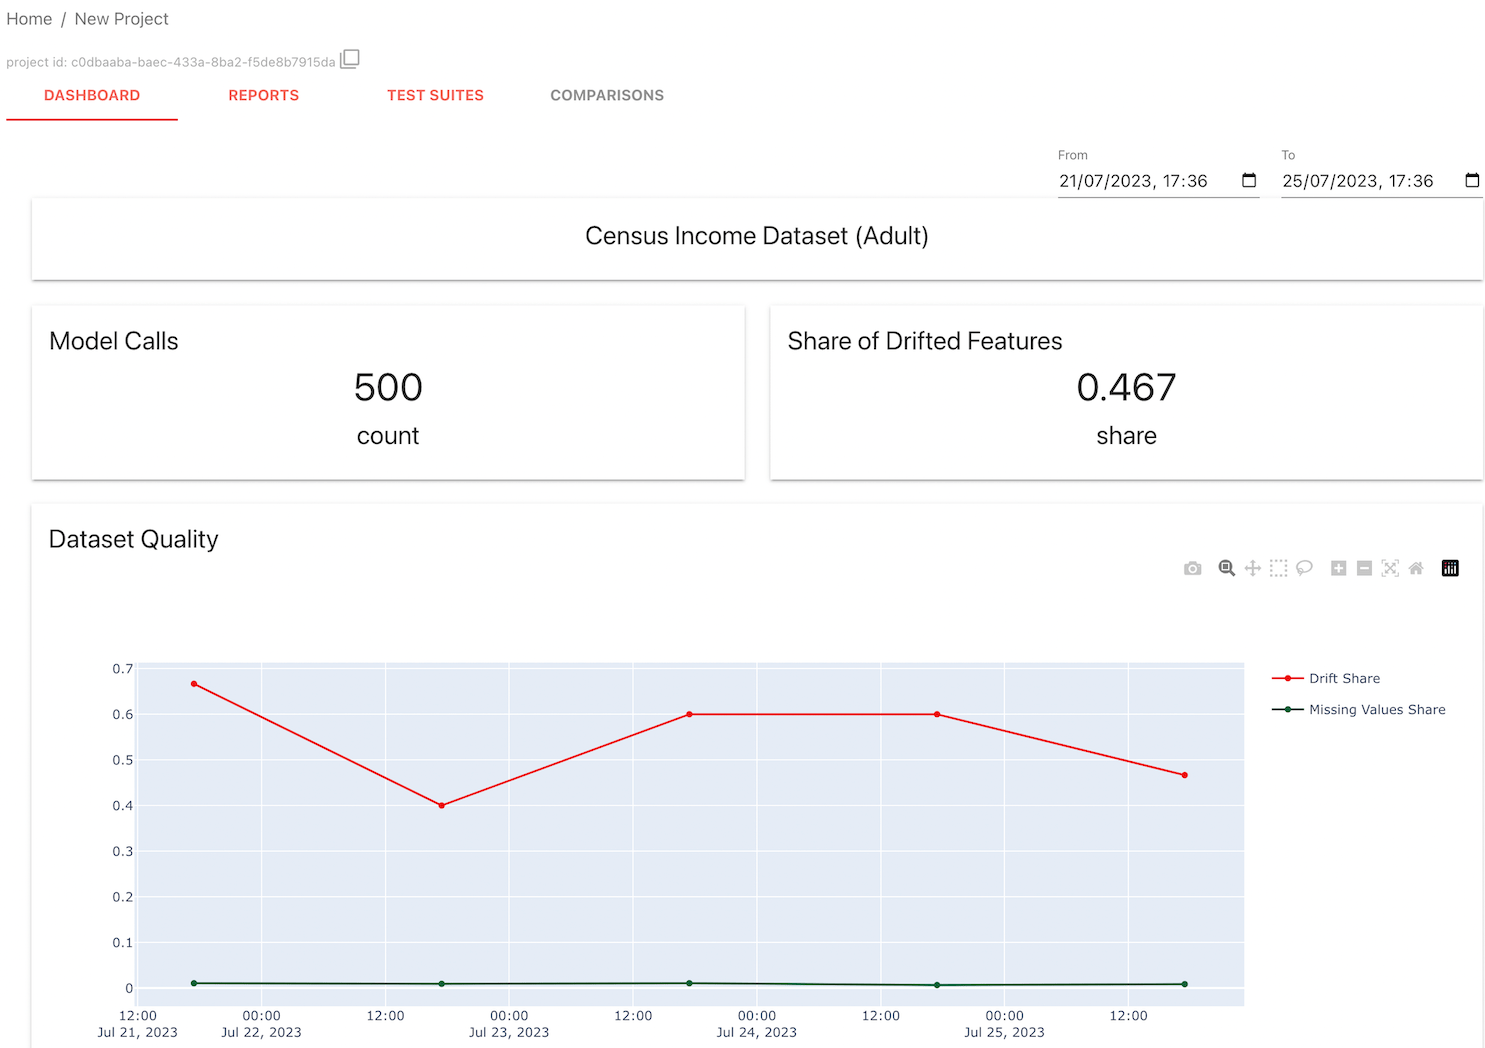 Home / New Project
project id: c0dbaaba-baec-433a-8ba2-f5de8b7915da
DASHBOARD REPORTS TEST SUITES COMPARISONS
From To
21/07/2023, 17:36 25/07/2023, 17:36
Census Income Dataset (Adult)
Model Calls
500
count
Share of Drifted Features
0.467
share
Dataset Quality
0.7
0.6
0.5
0.4
0.3
0.2
0.1
0
Drift Share
Missing Values Share
12:00 00:00 12:00 00:00 12:00 00:00 12:00 00:00 12:00
Jul 21, 2023 Jul 22, 2023 Jul 23, 2023 Jul 24, 2023 Jul 25, 2023